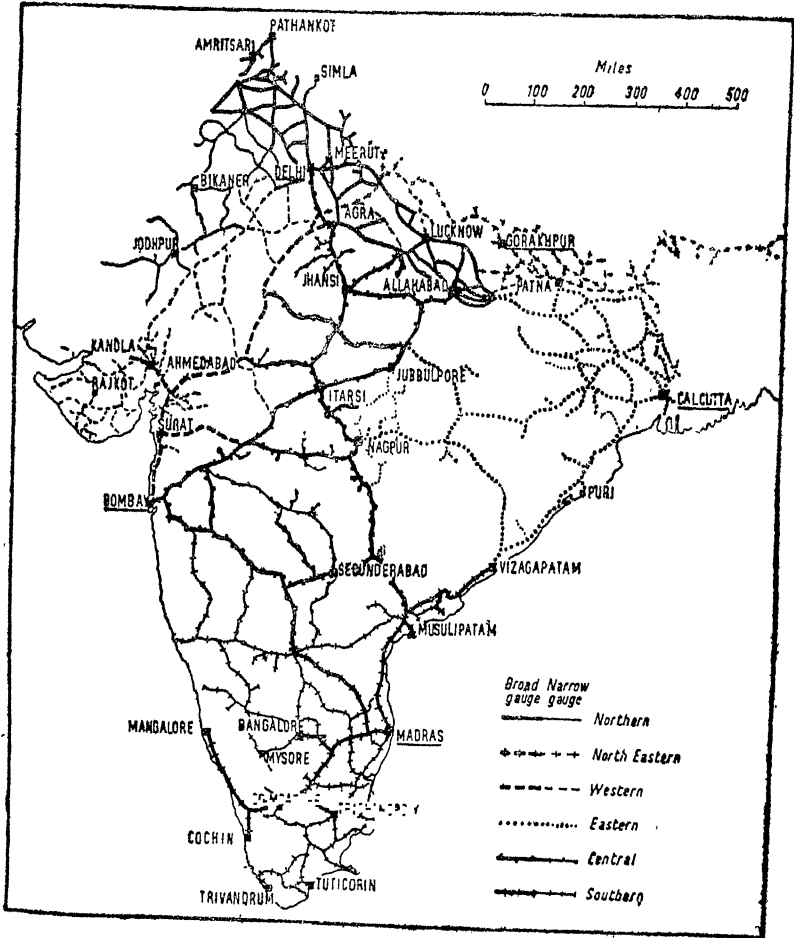 PATHANKOT
AMRITSAR
SIMLA
Miles
0 100 200 350 500
MEERUT
DELHI
BIKANER
AGRA
LUCKNOW
GORAKHPUR
JODHPUR
JHANSI
ALLAHABAD
PATNA
KANDLA
AHMEDABAD
RAJKOT
JUBBULPORE
ITARSI
CALCUTTA
SURAT
NAGPUR
BOMBAY
PURI
SECUNDERABAD
VIZAGAPATAM
MUSULIPATAM
Broad Narrow
gauge gauge
Northern
MANGALORE
BANGALORE
MADRAS
North Eastern
MYSORE
Western
Eastern
COCHIN
Central
TUTICORIN
Southern
TRIVANDRUM